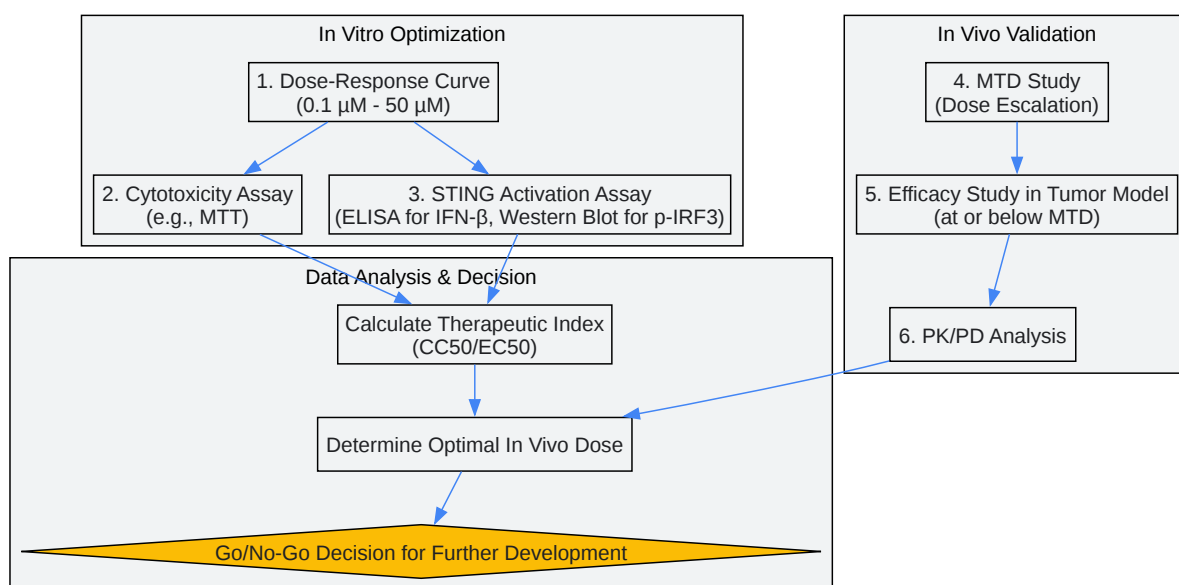 In Vitro Optimization
1. Dose-Response Curve
(0.1 µM - 50 µM)
2. Cytotoxicity Assay
(e.g., MTT)
3. STING Activation Assay
(ELISA for IFN-β, Western Blot for p-IRF3)
In Vivo Validation
4. MTD Study
(Dose Escalation)
5. Efficacy Study in Tumor Model
(at or below MTD)
6. PK/PD Analysis
Data Analysis & Decision
Calculate Therapeutic Index
(CC50/EC50)
Determine Optimal In Vivo Dose
Go/No-Go Decision for Further Development